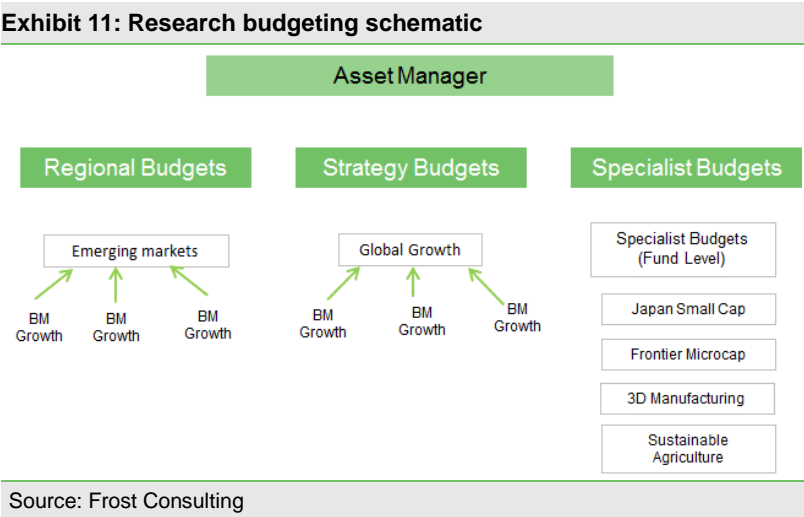 Exhibit 11: Research budgeting schematic
Asset Manager
Regional Budgets
Strategy Budgets
Specialist Budgets
Emerging markets
BM
Growth
BM
Growth
BM
Growth
Global Growth
BM
Growth
BM
Growth
BM
Growth
Specialist Budgets
(Fund Level)
Japan Small Cap
Frontier Microcap
3D Manufacturing
Sustainable
Agriculture
Source: Frost Consulting